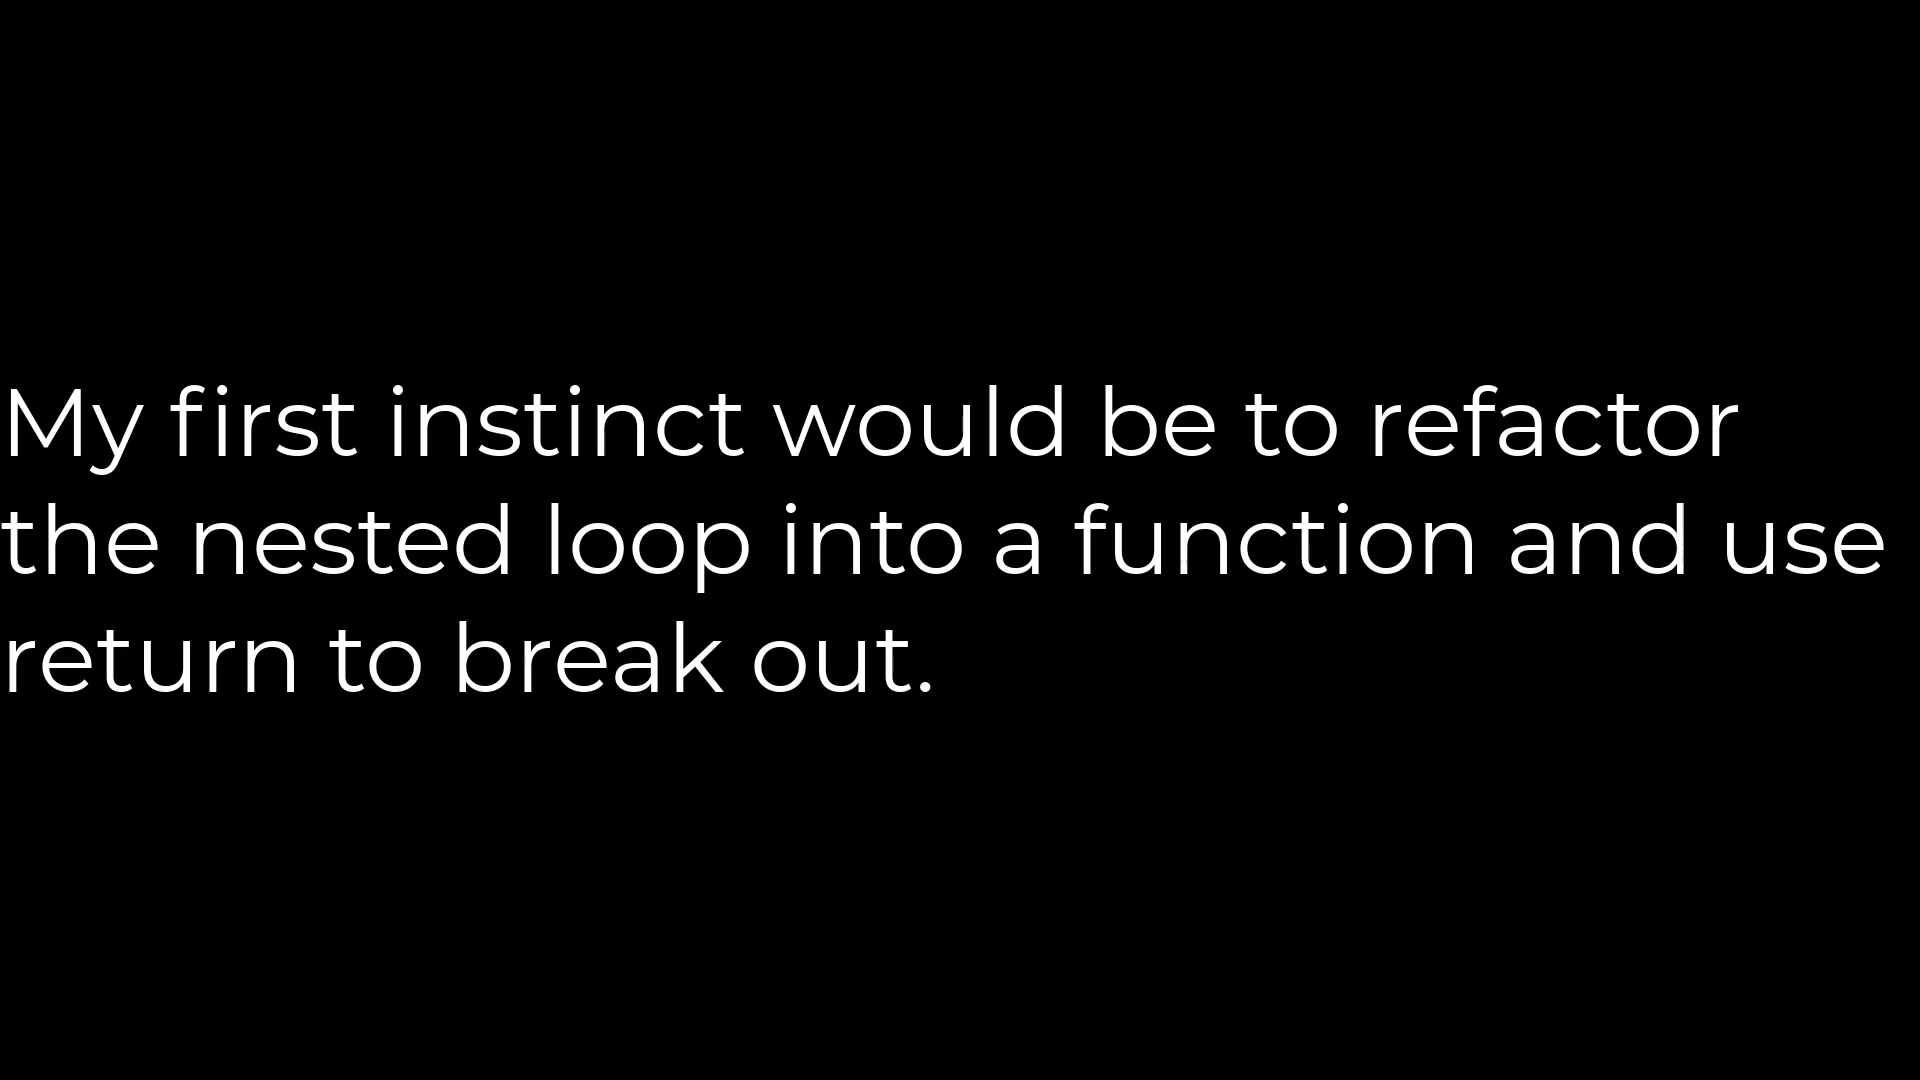 My first instinct would be to refactor
the nested loop into a function and use
return to break out.